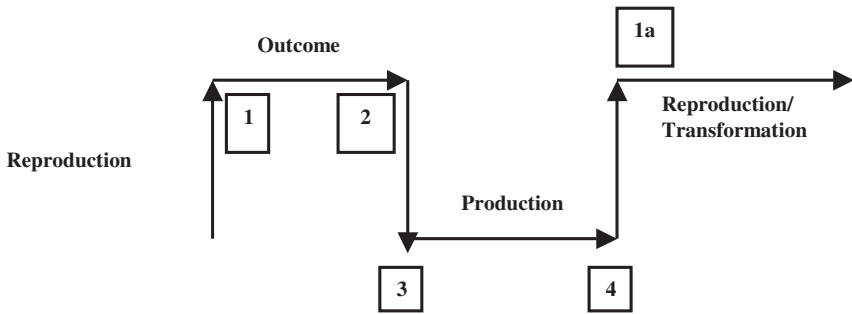 1a
Outcome
1
2
Reproduction/
Transformation
Reproduction
Production
3
4